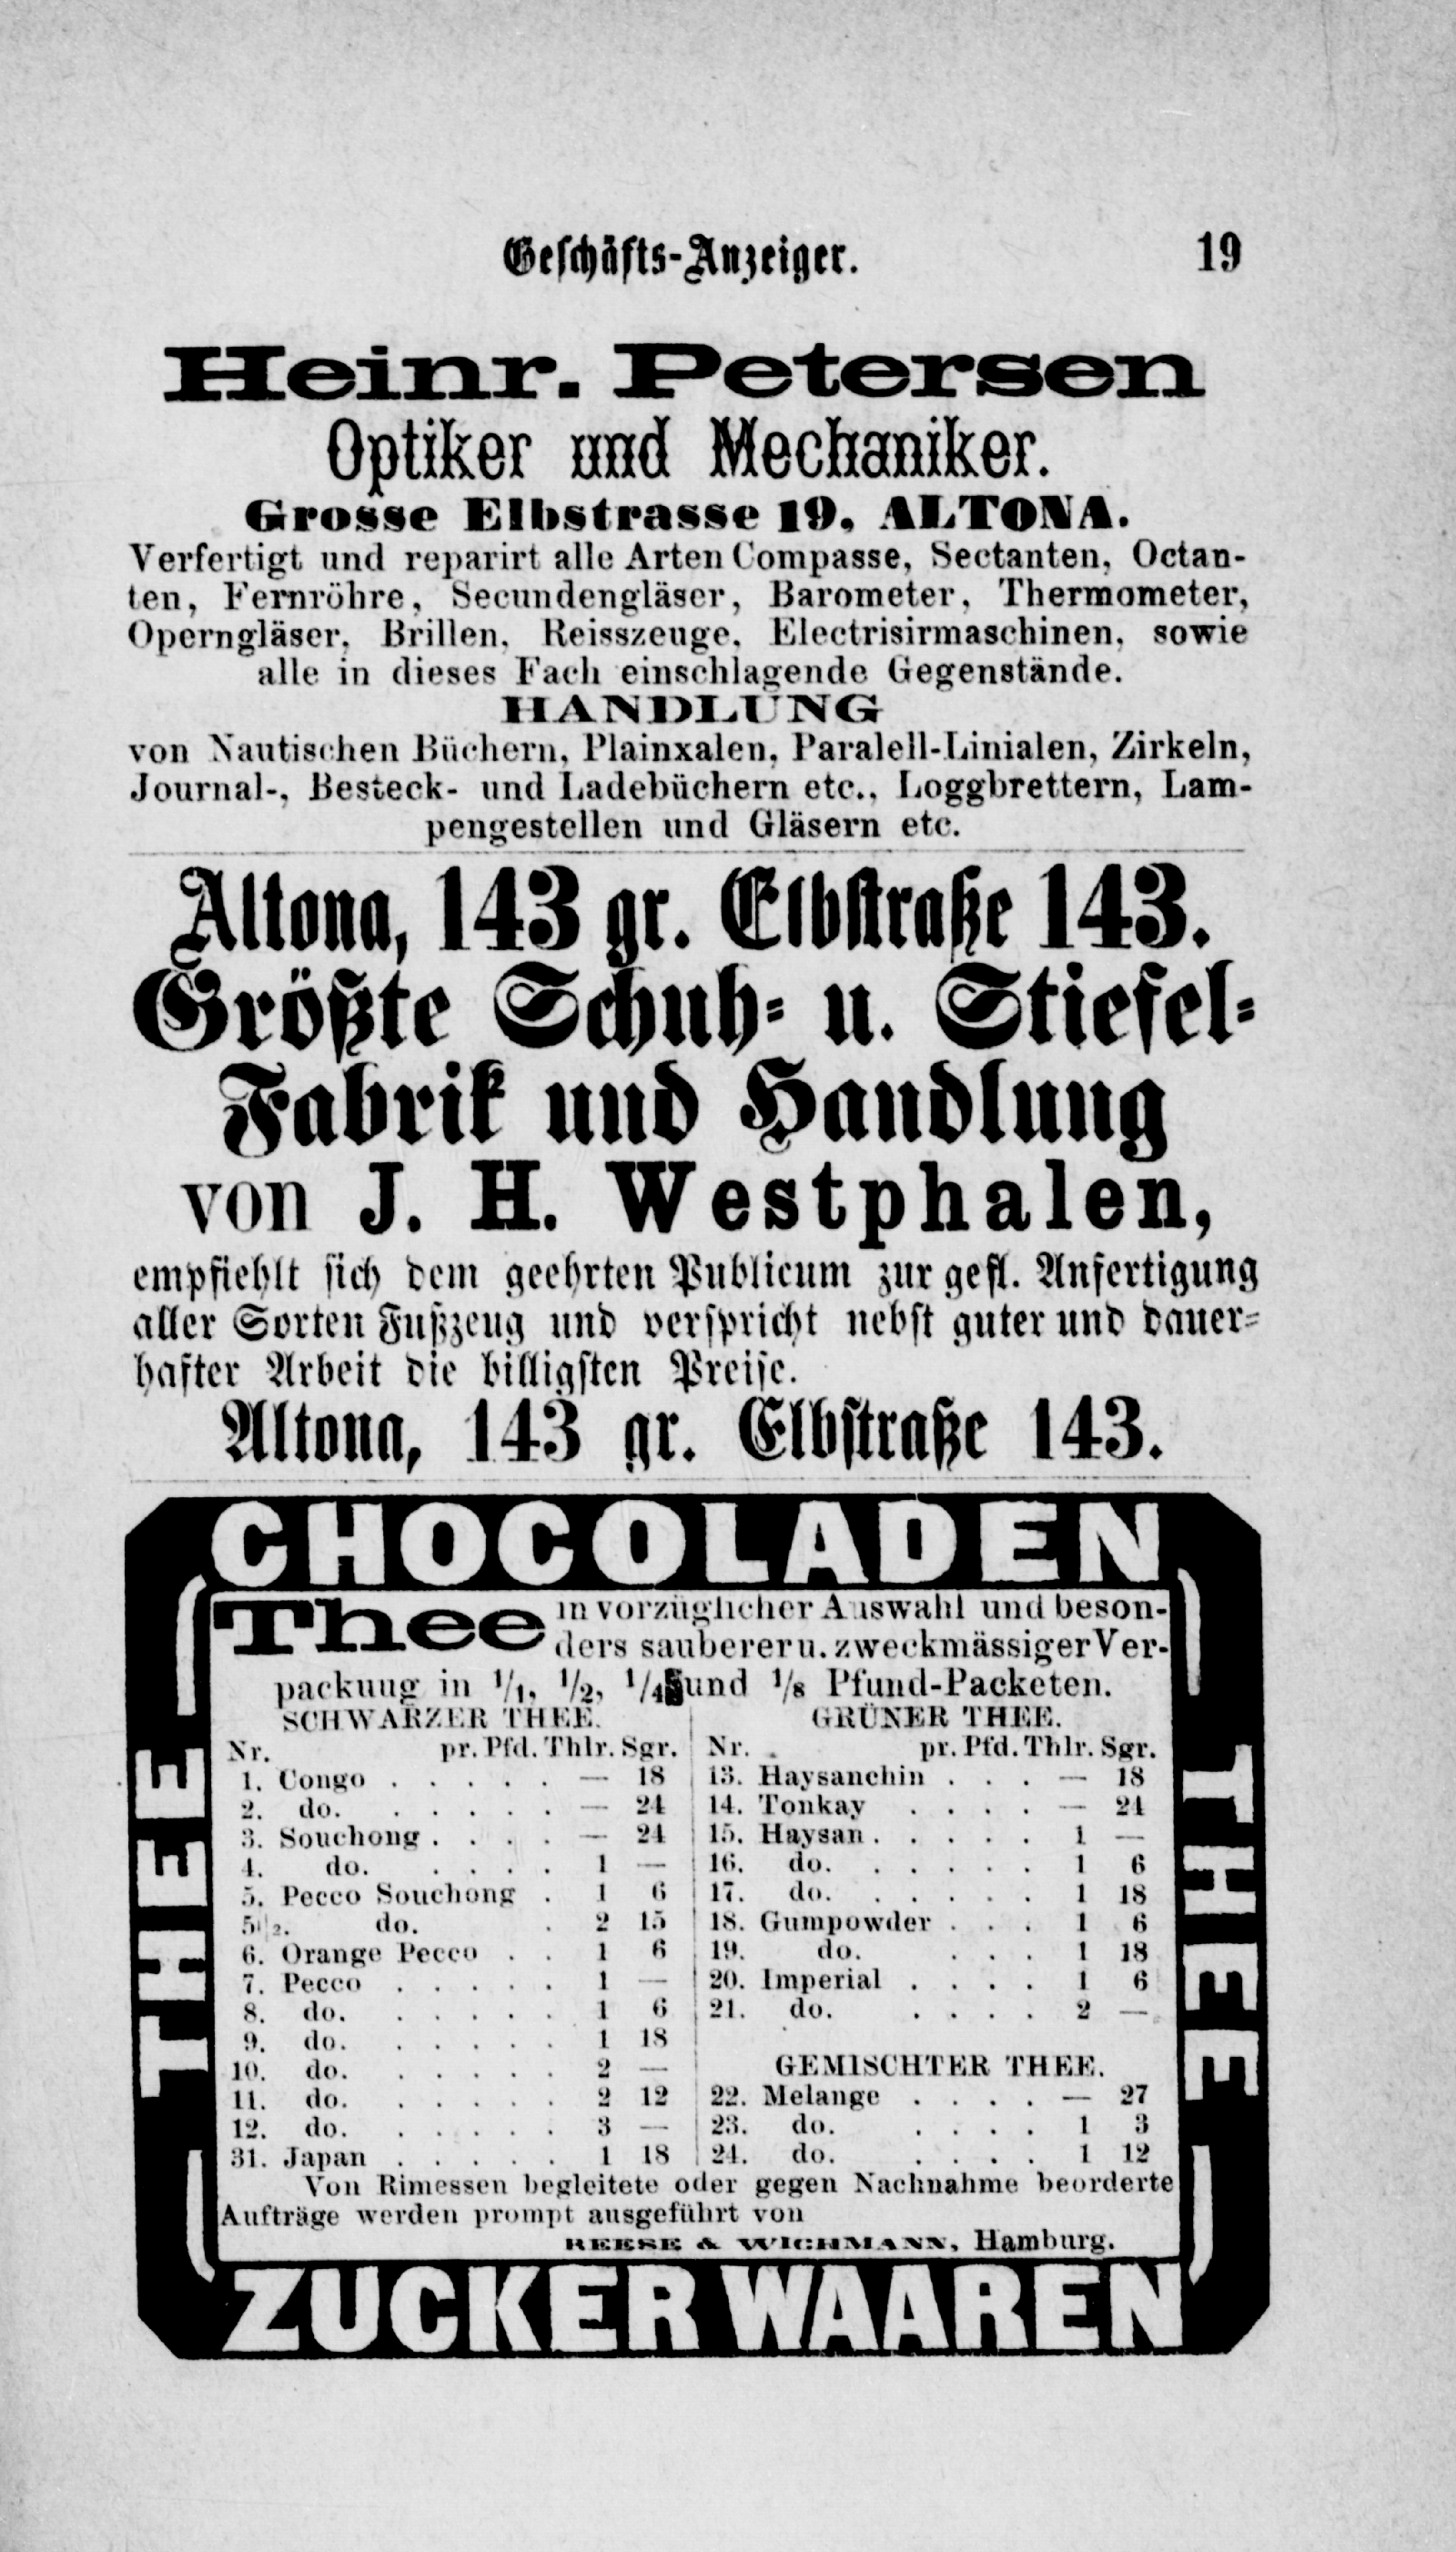 Geschäfts-Anzeiger. 19
Heinr. Petersen
Optiker und Mechaniker.
Grosse Elbstrasse 19, ALTONA.
Verfertigt und reparirt alle Arten Compasse, Sectanten, Octan-
ten, Fernröhre, Secundengläser, Barometer, Thermometer,
Operngläser, Brillen, Reisszeuge, Electrisirmaschinen, sowie
alle in dieses Fach einschlagende Gegenstände.
HANDLUNG
von Nautischen Büchern, Plainxalen, Paralell-Linialen, Zirkeln,
Journal-, Besteck- und Ladebüchern etc., Loggbrettern, Lam-
pengestellen und Gläsern etc.
Altona, 143 gr. Elbstraße 143.
Größte Schuh- u. Stiefel-
Fabrik und Handlung
von J. H. Westphalen,
empfiehlt sich dem geehrten Publicum zur gefl. Anfertigung
aller Sorten Fußzeug und verspricht nebst guter und dauer-
hafter Arbeit die billigsten Preise.
Altona, 143 gr. Elbstraße 143.
CHOCOLADEN
THEE
Thee in vorzüglicher Auswahl und beson-
ders saubereru. zweckmässiger Ver-
packung in 1/1, 1/2, 1/4 und 1/8 Pfund-Packeten.
SCHWARZER THEE.
Nr. pr. Pfd. Thlr. Sgr.
1. Congo . . . . . — 18
2. do. . . . . . — 24
3. Souchong . . . . — 24
4. do. . . . . 1 —
5. Pecco Souchong . 1 6
5 1/2. do. . 2 15
6. Orange Pecco . . 1 6
7. Pecco . . . . . 1 —
8. do. . . . . . 1 6
9. do. . . . . . 1 18
10. do. . . . . . 2 —
11. do. . . . . . 2 12
12. do. . . . . . 3 —
31. Japan . . . . . 1 18
GRÜNER THEE.
Nr. pr. Pfd. Thlr. Sgr.
13. Haysanchin . . . — 18
14. Tonkay . . . . — 24
15. Haysan . . . . . 1 —
16. do. . . . . . 1 6
17. do. . . . . . 1 18
18. Gumpowder . . . 1 6
19. do. . . . 1 18
20. Imperial . . . . 1 6
21. do. . . . . 2 —
GEMISCHTER THEE.
22. Melange . . . . — 27
23. do. . . . . 1 3
24. do. . . . . 1 12
Von Rimessen begleitete oder gegen Nachnahme beorderte
Aufträge werden prompt ausgeführt von
REESE & WICHMANN, Hamburg.
THEE
ZUCKERWAAREN